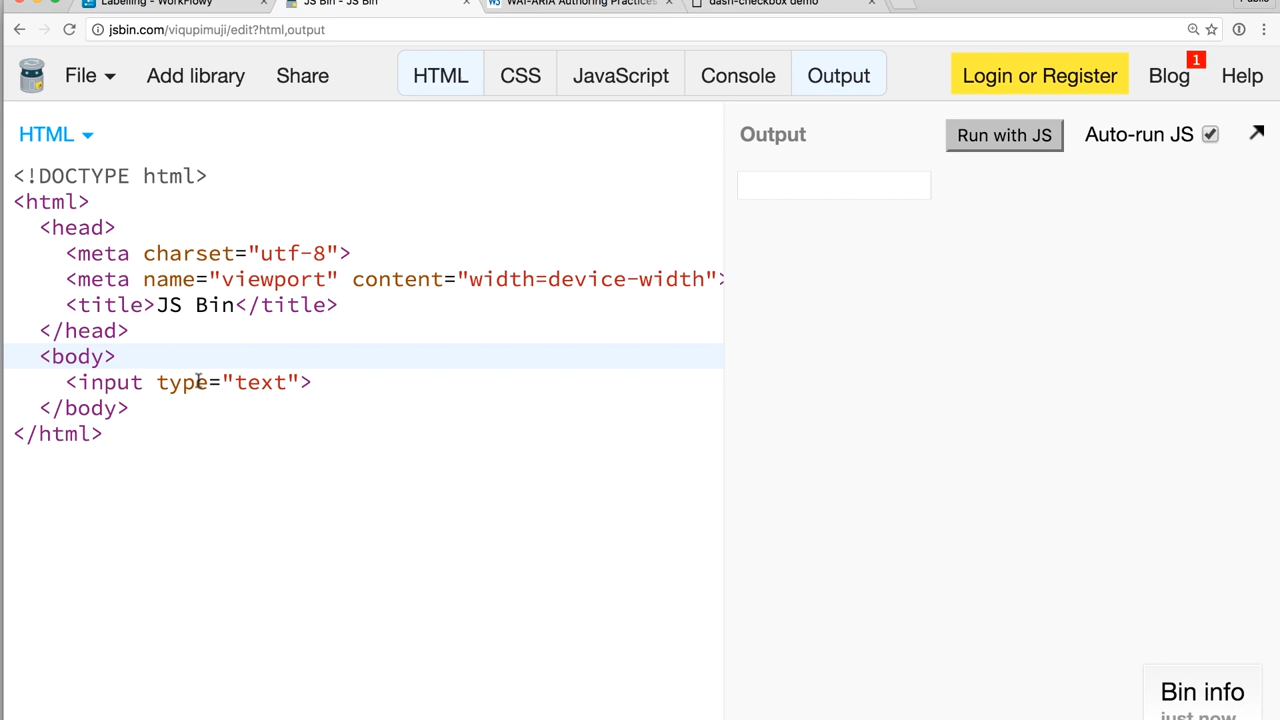 Labelling - WorkFlowy × JS Bin - JS Bin × WAI-ARIA Authoring Practices × dash-checkbox demo ×
jsbin.com/viqupimuji/edit?html,output
File Add library Share HTML CSS JavaScript Console Output Login or Register Blog 1 Help
HTML
Output Run with JS Auto-run JS
<!DOCTYPE html>
<html>
<head>
<meta charset="utf-8">
<meta name="viewport" content="width=device-width">
<title>JS Bin</title>
</head>
<body>
<input type="text">
</body>
</html>
Bin info
just now